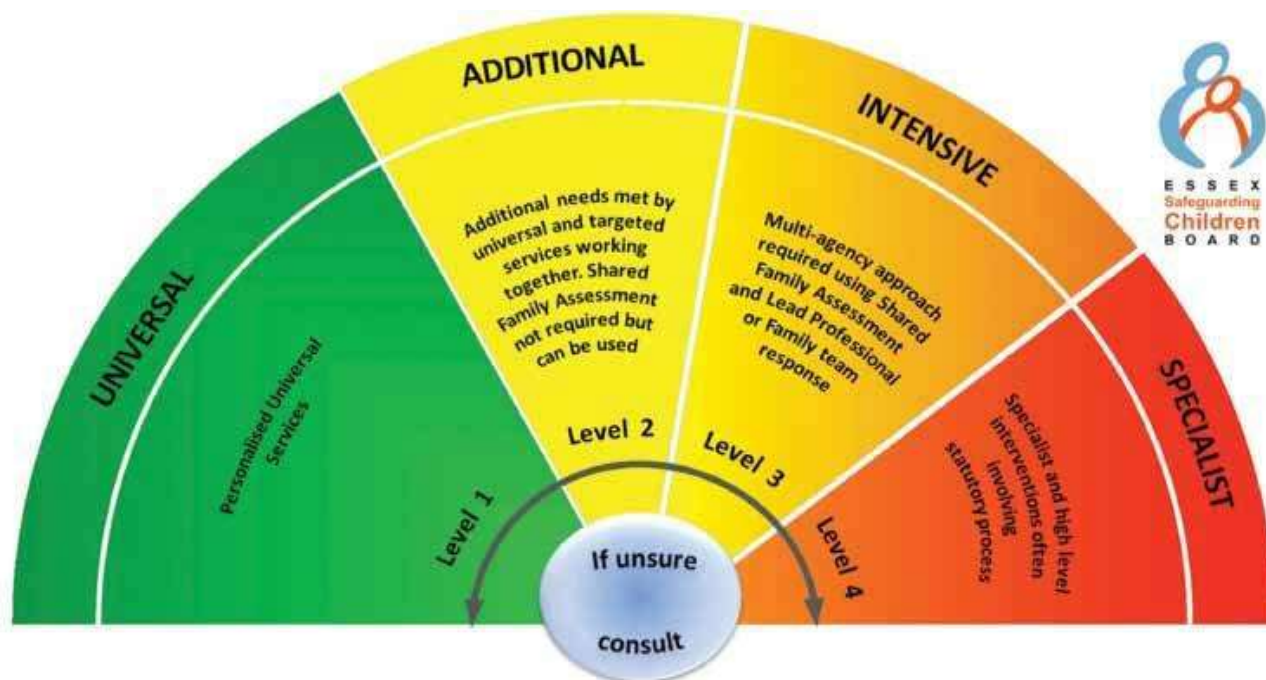 UNIVERSAL
Personalised Universal
Services
Level 1
ADDITIONAL
Additional needs met by
universal and targeted
services working
together. Shared
Family Assessment
not required but
can be used
Level 2
INTENSIVE
Multi-agency approach
required using Shared
Family Assessment
and Lead Professional
or Family team
response
Level 3
SPECIALIST
Specialist and high level
interventions often
involving
statutory process
Level 4
If unsure
consult
ESSEX
Safeguarding
Children
BOARD